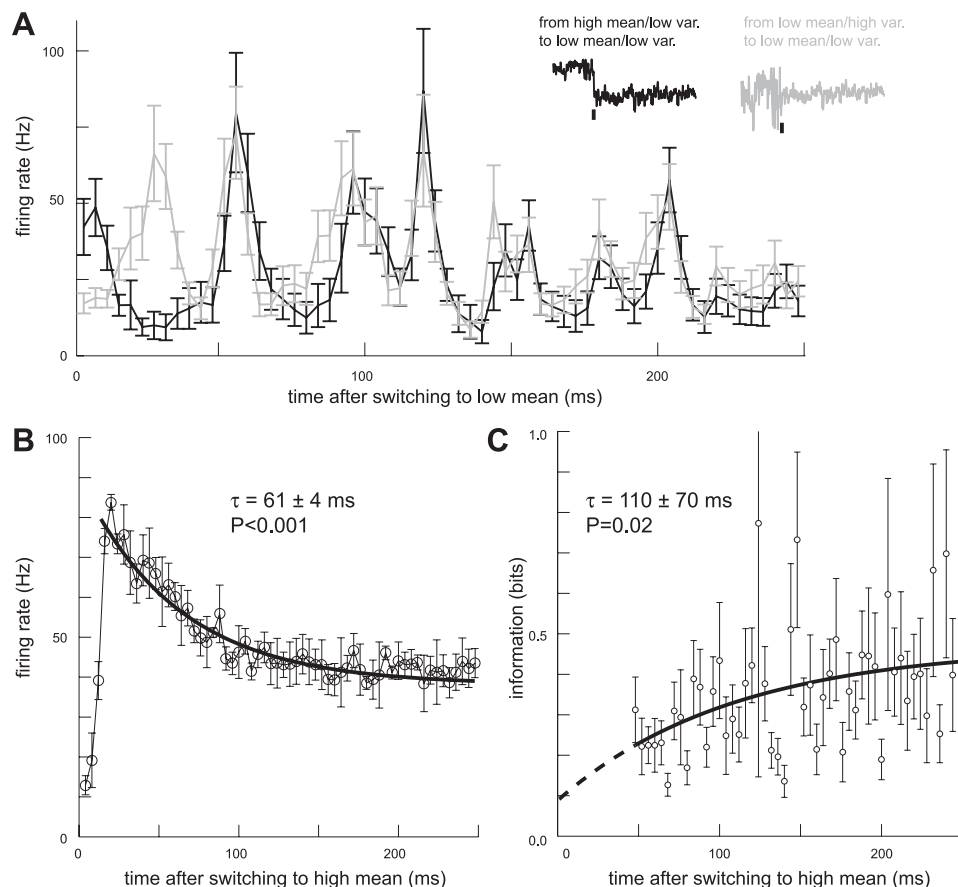 A
from high mean/low var.
to low mean/low var.
from low mean/high var.
to low mean/low var.
100
50
0
firing rate (Hz)
0
100
200
time after switching to low mean (ms)
B
100
50
0
firing rate (Hz)
τ = 61 ± 4 ms
P<0.001
0
100
200
time after switching to high mean (ms)
C
1.0
0.5
0.0
information (bits)
τ = 110 ± 70 ms
P=0.02
0
100
200
time after switching to high mean (ms)